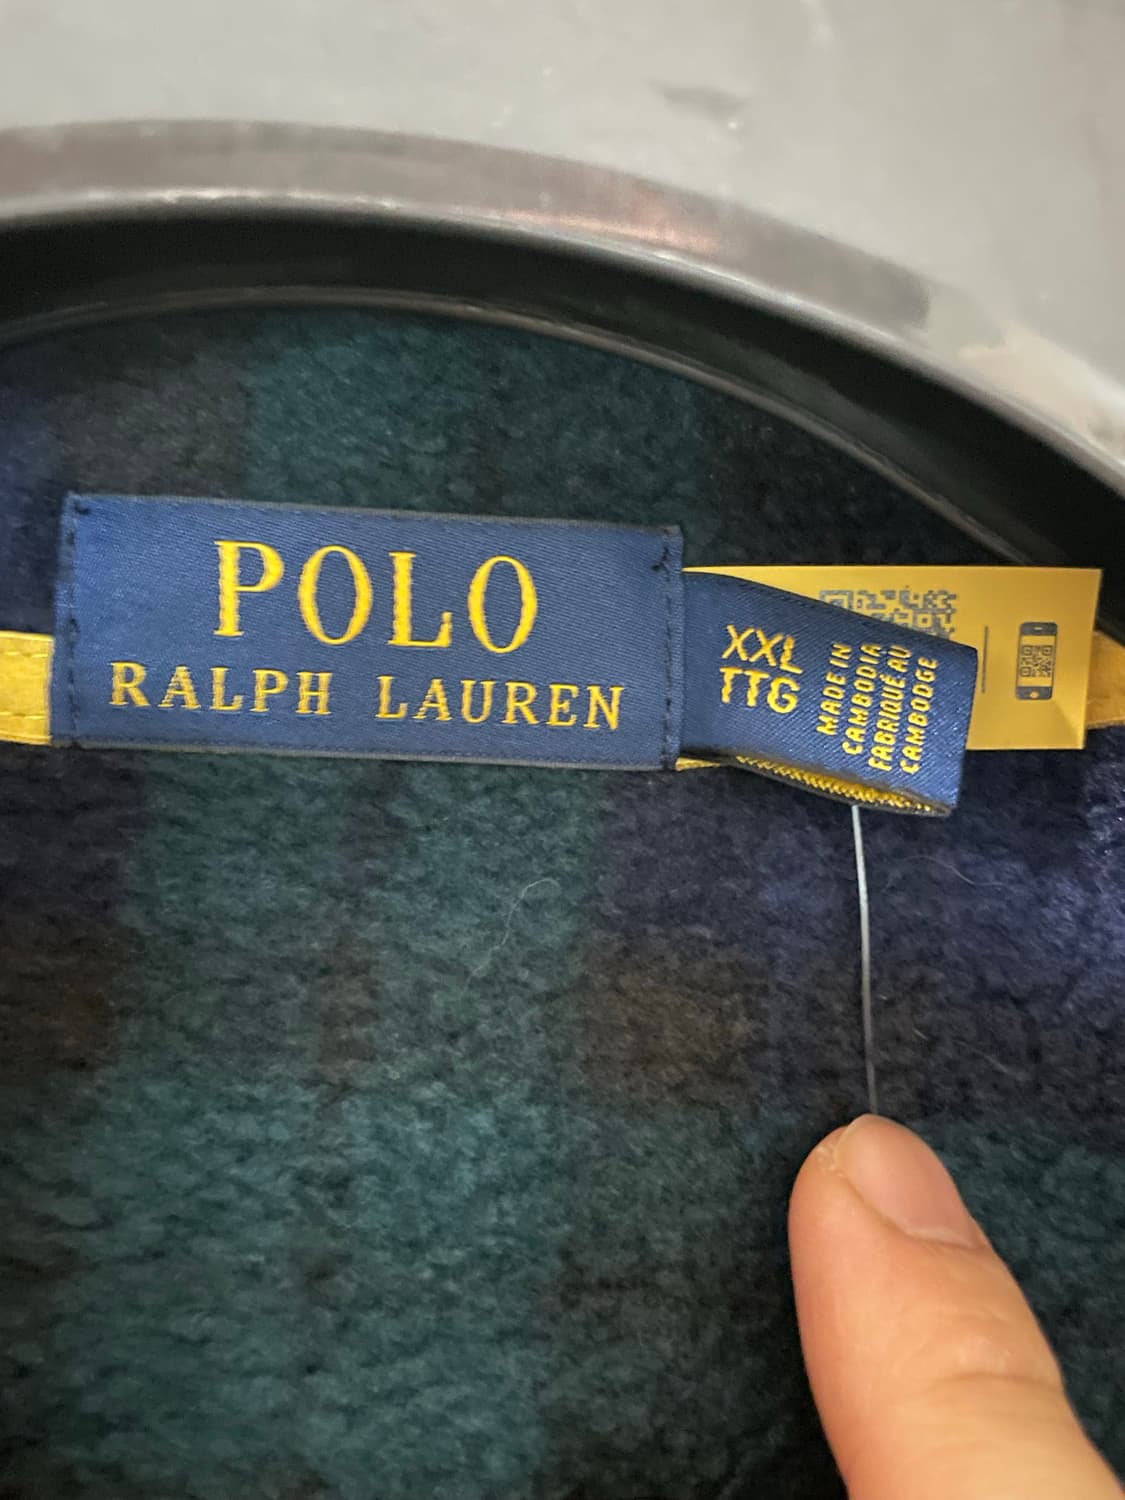 POLO
RALPH LAUREN
XXL
TTG
MADE IN
CAMBODIA
FABRIQUÉ AU
CAMBODGE